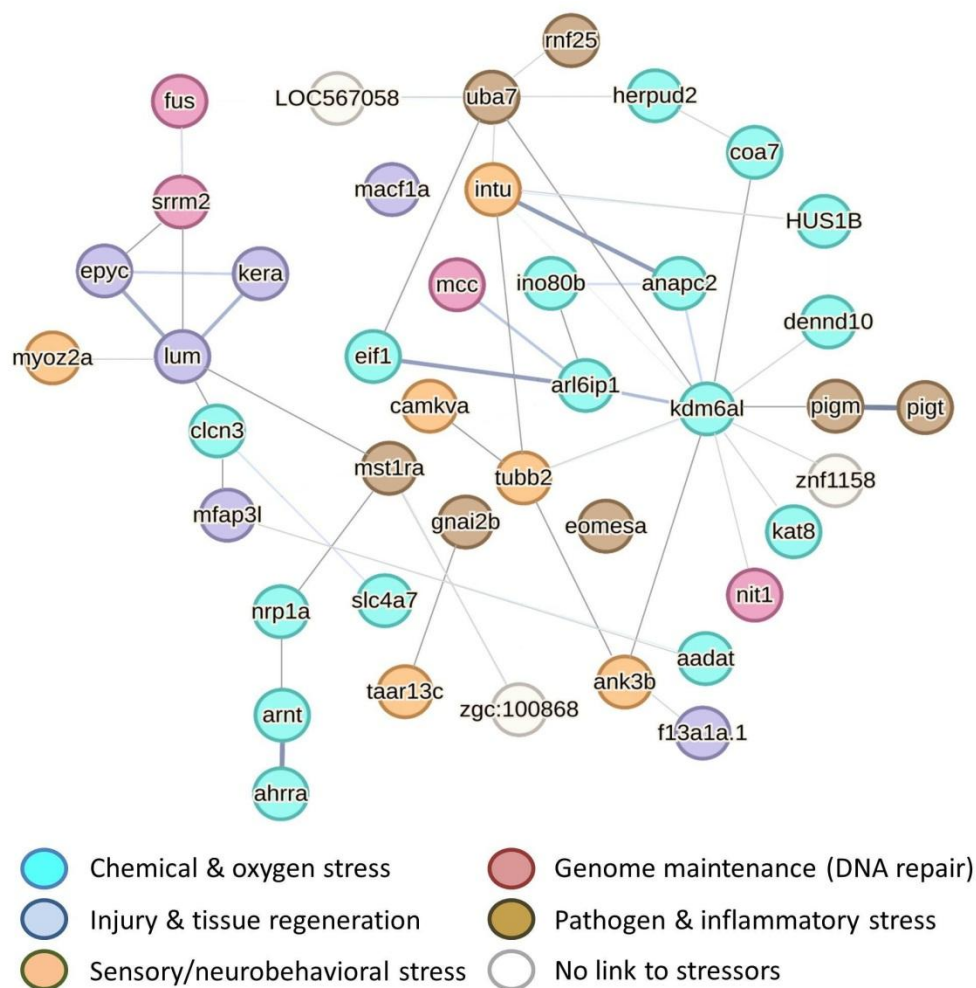 rnf25
fus
LOC567058
uba7
herpud2
coa7
macf1a
intu
srrm2
HUS1B
epyc
kera
mcc
ino80b
anapc2
dennd10
myoz2a
lum
eif1
arl6ip1
camkva
kdm6al
pigm
pigt
clcn3
mst1ra
tubb2
znf1158
mfap3l
gnai2b
eomesa
kat8
nrp1a
slc4a7
nit1
taar13c
zgc:100868
ank3b
aadat
arnt
f13a1a.1
ahrra
Chemical & oxygen stress
Genome maintenance (DNA repair)
Injury & tissue regeneration
Pathogen & inflammatory stress
Sensory/neurobehavioral stress
No link to stressors